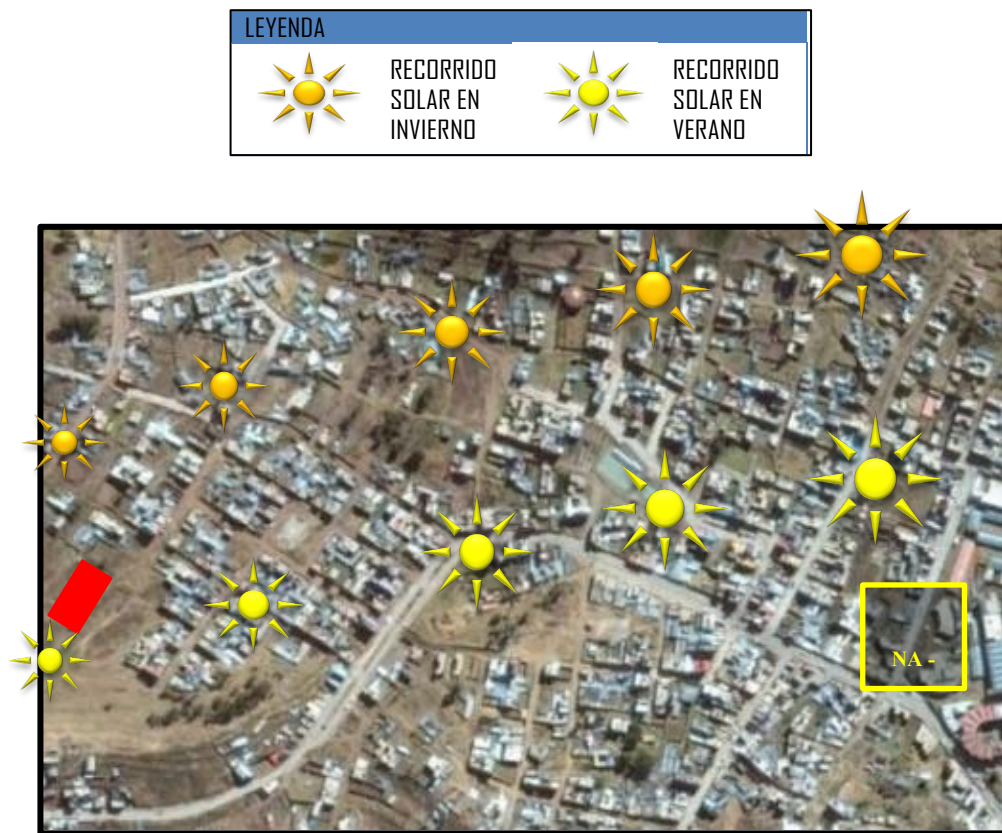 LEYENDA
RECORRIDO
SOLAR EN
INVIERNO
RECORRIDO
SOLAR EN
VERANO
NA -